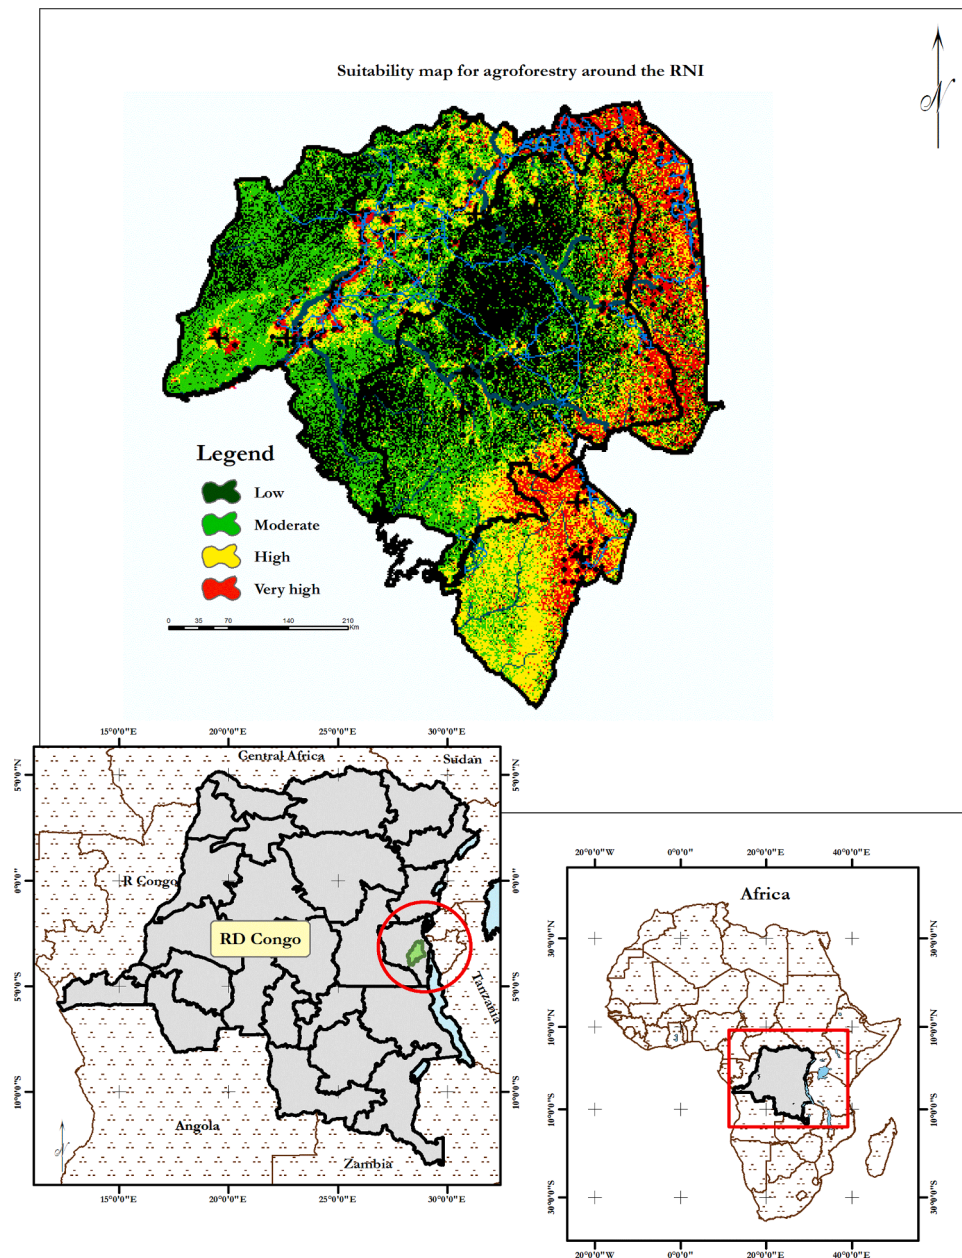 Suitability map for agroforestry around the RNI
N
Legend
Low
Moderate
High
Very high
0 35 70 140 210
Km
15°0'0"E 20°0'0"E 25°0'0"E 30°0'0"E
Central Africa
Sudan
5°0'0"N 5°0'0"N
R Congo
0°0'0"N 0°0'0"N
RD Congo
5°0'0"S 5°0'0"S
Tanzania
10°0'0"S 10°0'0"S
Angola
N
Zambia
15°0'0"E 20°0'0"E 25°0'0"E 30°0'0"E
20°0'0"W 0°0'0" 20°0'0"E 40°0'0"E
Africa
30°0'0"N 30°0'0"N
10°0'0"N 10°0'0"N
10°0'0"S 10°0'0"S
30°0'0"S 30°0'0"S
20°0'0"W 0°0'0" 20°0'0"E 40°0'0"E